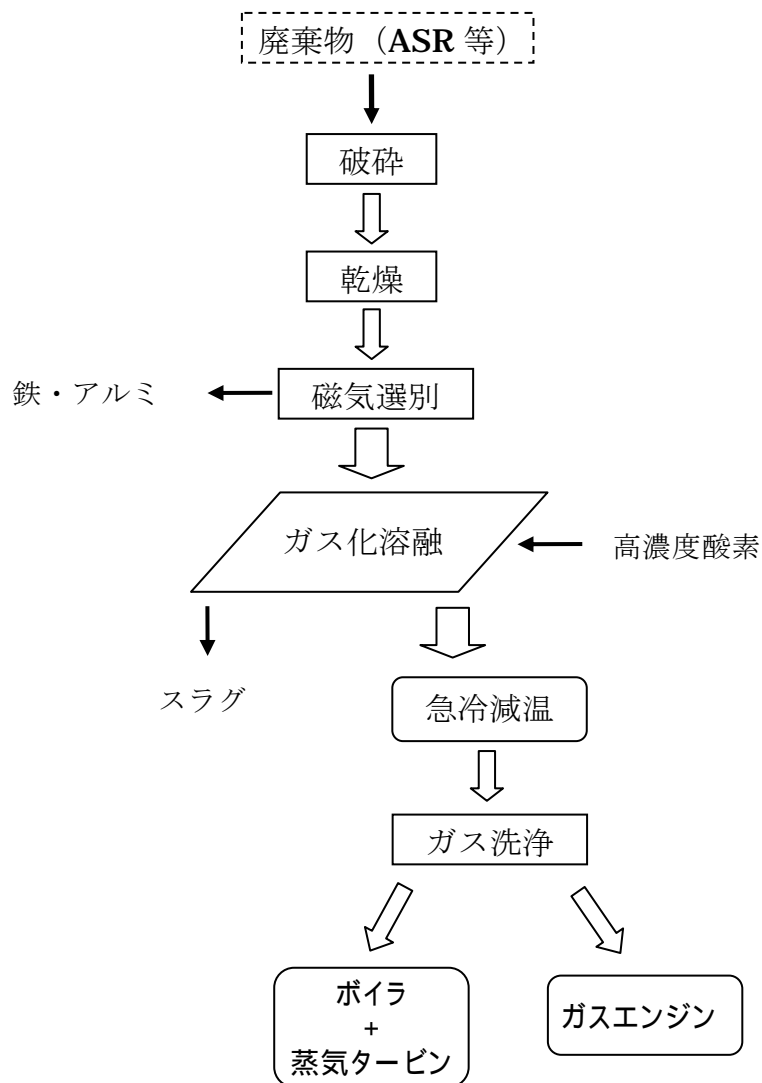 廃棄物（ASR 等）
破砕
乾燥
鉄・アルミ
磁気選別
ガス化溶融
高濃度酸素
スラグ
急冷減温
ガス洗浄
ボイラ
+
蒸気タービン
ガスエンジン